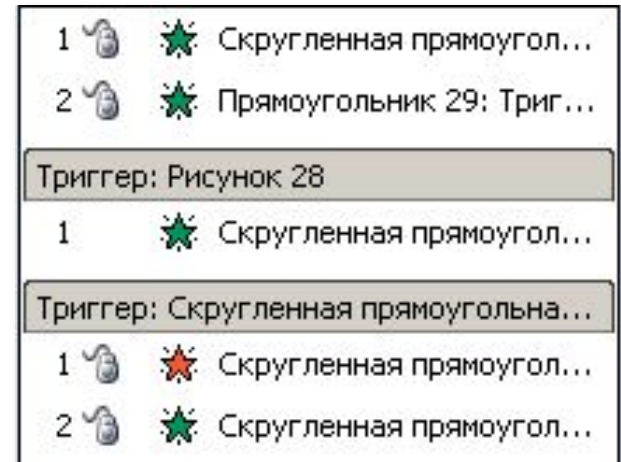 1 Скругленная прямоугол...
2 Прямоугольник 29: Триг...
Триггер: Рисунок 28
1 Скругленная прямоугол...
Триггер: Скругленная прямоугольна...
1 Скругленная прямоугол...
2 Скругленная прямоугол...